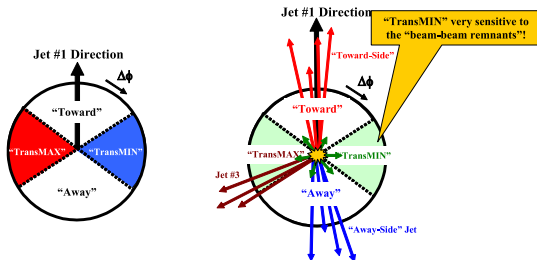 Jet #1 Direction
Δϕ
“Toward”
“TransMAX”
“TransMIN”
“Away”
Jet #1 Direction
“TransMIN” very sensitive to
the “beam-beam remnants”!
“Toward-Side”
Δϕ
“Toward”
“TransMAX”
“TransMIN”
Jet #3
“Away”
“Away-Side” Jet